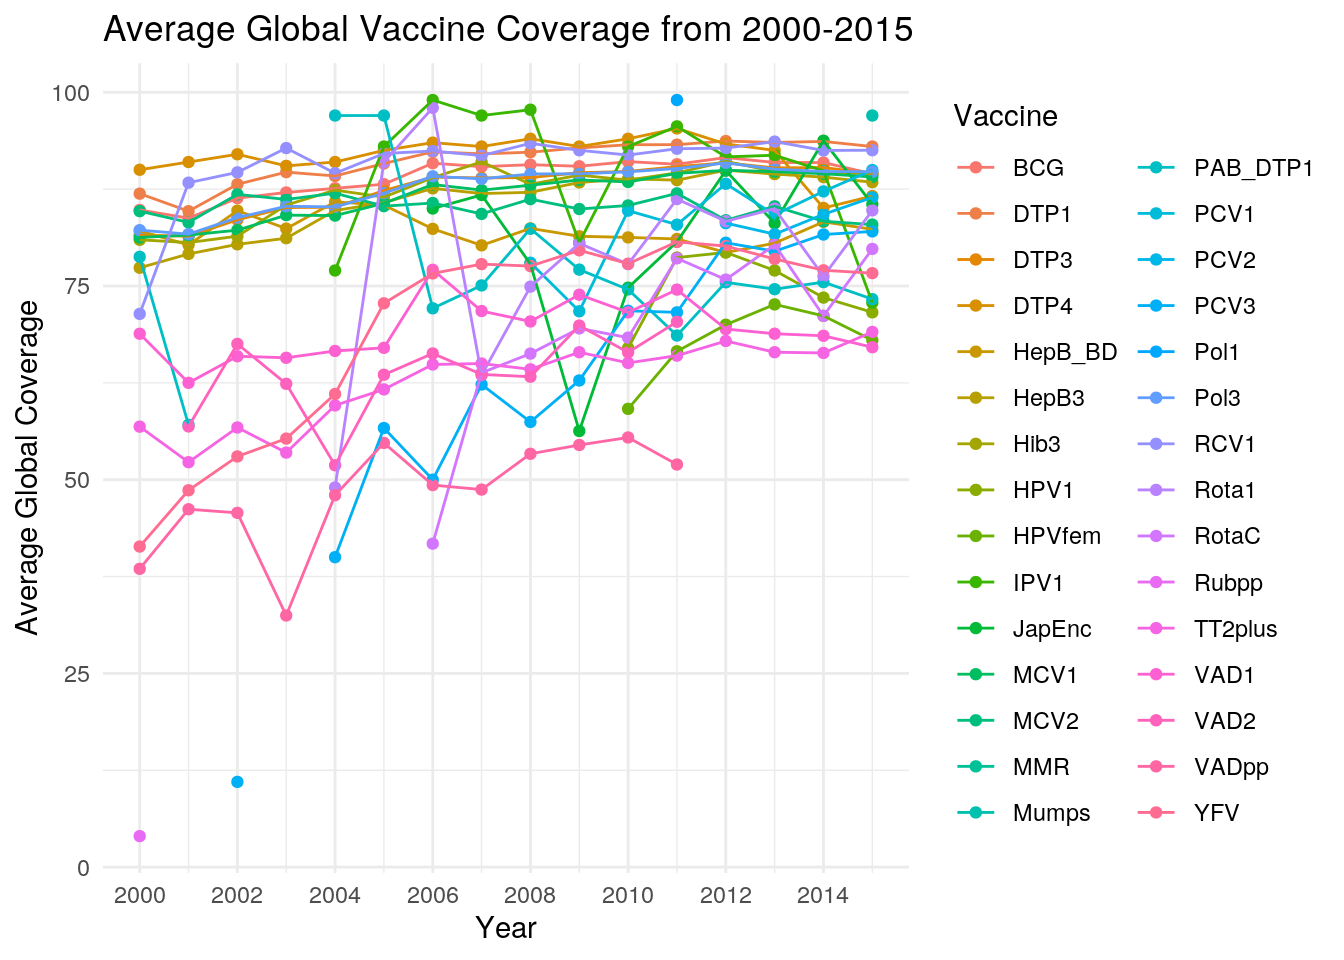 Average Global Vaccine Coverage from 2000-2015
Average Global Coverage
100
75
50
25
0
2000 2002 2004 2006 2008 2010 2012 2014
Year
Vaccine
BCG
DTP1
DTP3
DTP4
HepB_BD
HepB3
Hib3
HPV1
HPVfem
IPV1
JapEnc
MCV1
MCV2
MMR
Mumps
PAB_DTP1
PCV1
PCV2
PCV3
Pol1
Pol3
RCV1
Rota1
RotaC
Rubpp
TT2plus
VAD1
VAD2
VADpp
YFV